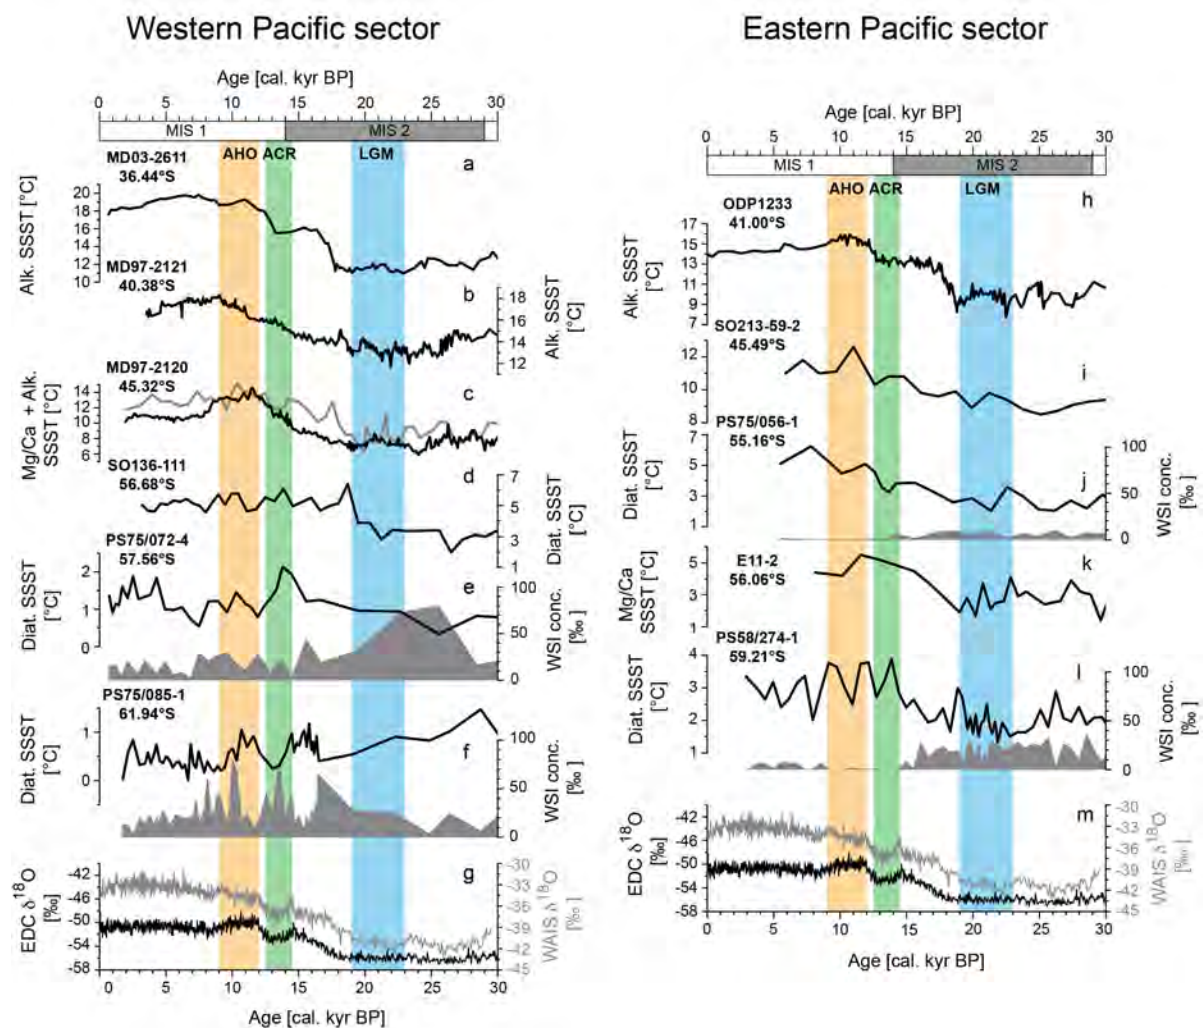 Western Pacific sector
Age [cal. kyr BP]
0 5 10 15 20 25 30
MIS 1 MIS 2
AHO ACR LGM
MD03-2611
36.44°S
a
Alk. SSST [°C]
20
18
16
14
12
10
MD97-2121
40.38°S
b
Alk. SSST
[°C]
18
16
14
12
MD97-2120
45.32°S
c
Mg/Ca + Alk.
SSST [°C]
14
12
10
8
6
SO136-111
56.68°S
d
Diat. SSST
[°C]
7
5
3
1
PS75/072-4
57.56°S
e
Diat. SSST
[°C]
2
1
0
WSI conc.
[‰]
100
50
0
PS75/085-1
61.94°S
f
Diat. SSST
[°C]
1
0
WSI conc.
[‰]
100
50
0
g
EDC δ18O
[‰]
-42
-46
-50
-54
-58
WAIS δ18O
[‰]
-30
-33
-36
-39
-42
-45
0 5 10 15 20 25 30
Age [cal. kyr BP]
Eastern Pacific sector
Age [cal. kyr BP]
0 5 10 15 20 25 30
MIS 1 MIS 2
AHO ACR LGM
ODP1233
41.00°S
h
Alk. SSST
[°C]
17
15
13
11
9
7
SO213-59-2
45.49°S
i
12
10
8
PS75/056-1
55.16°S
j
Diat. SSST
[°C]
7
5
3
1
WSI conc.
[‰]
100
50
0
E11-2
56.06°S
k
Mg/Ca
SSST [°C]
5
3
1
PS58/274-1
59.21°S
l
Diat. SSST
[°C]
4
3
2
1
WSI conc.
[‰]
100
50
0
m
EDC δ18O
[‰]
-42
-46
-50
-54
-58
WAIS δ18O
[‰]
-30
-33
-36
-39
-42
-45
0 5 10 15 20 25 30
Age [cal. kyr BP]